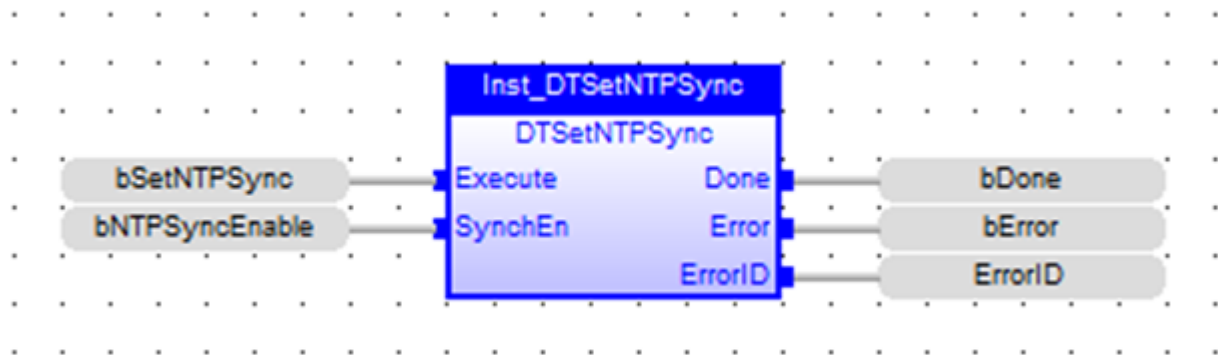 Inst_DTSetNTPSync
DTSetNTPSync
bSetNTPSync Execute Done bDone
bNTPSyncEnable SynchEn Error bError
ErrorID ErrorID